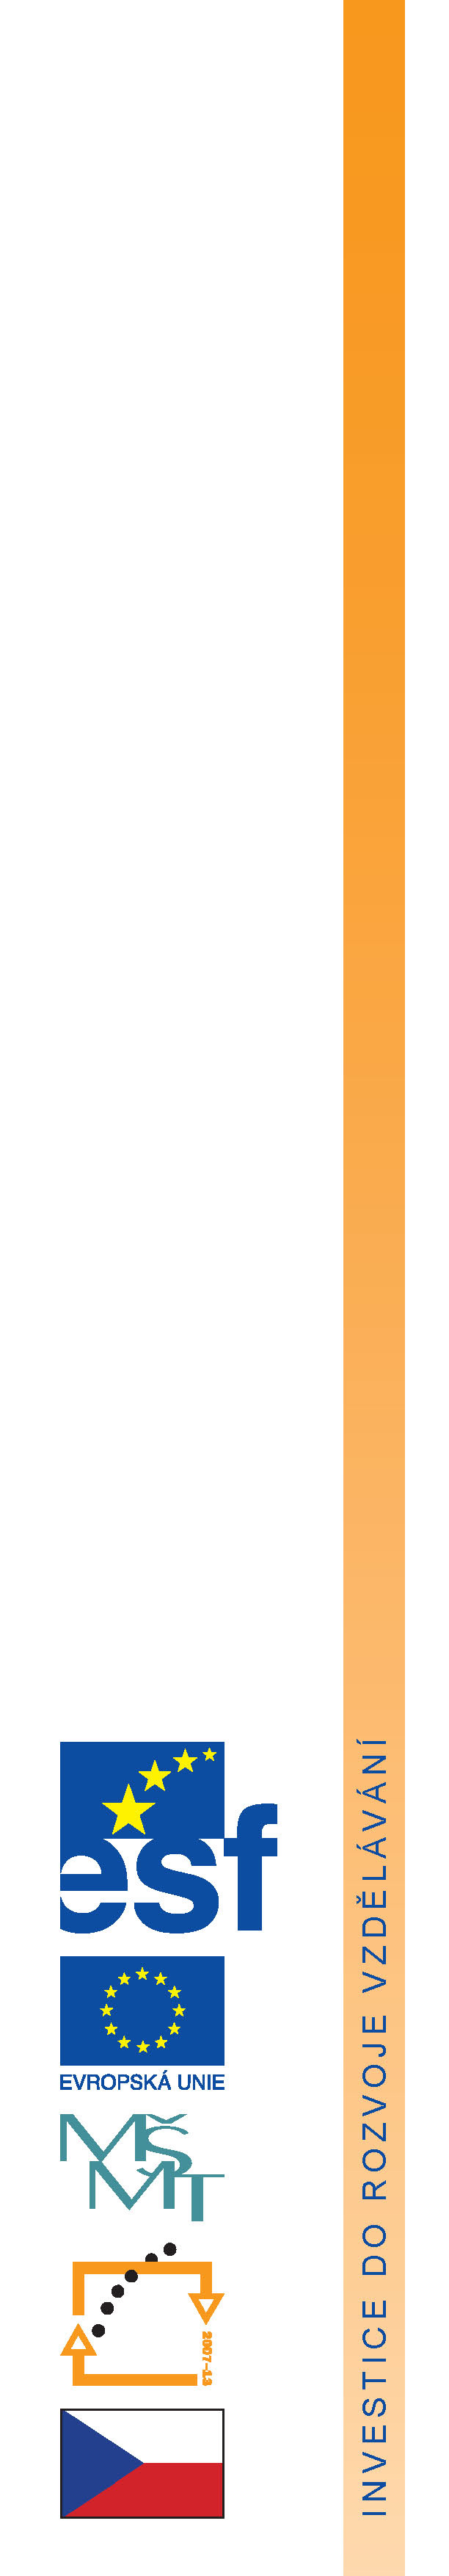 esf
EVROPSKÁ UNIE
MŠMT
2007–13
INVESTICE DO ROZVOJE VZDĚLÁVÁNÍ